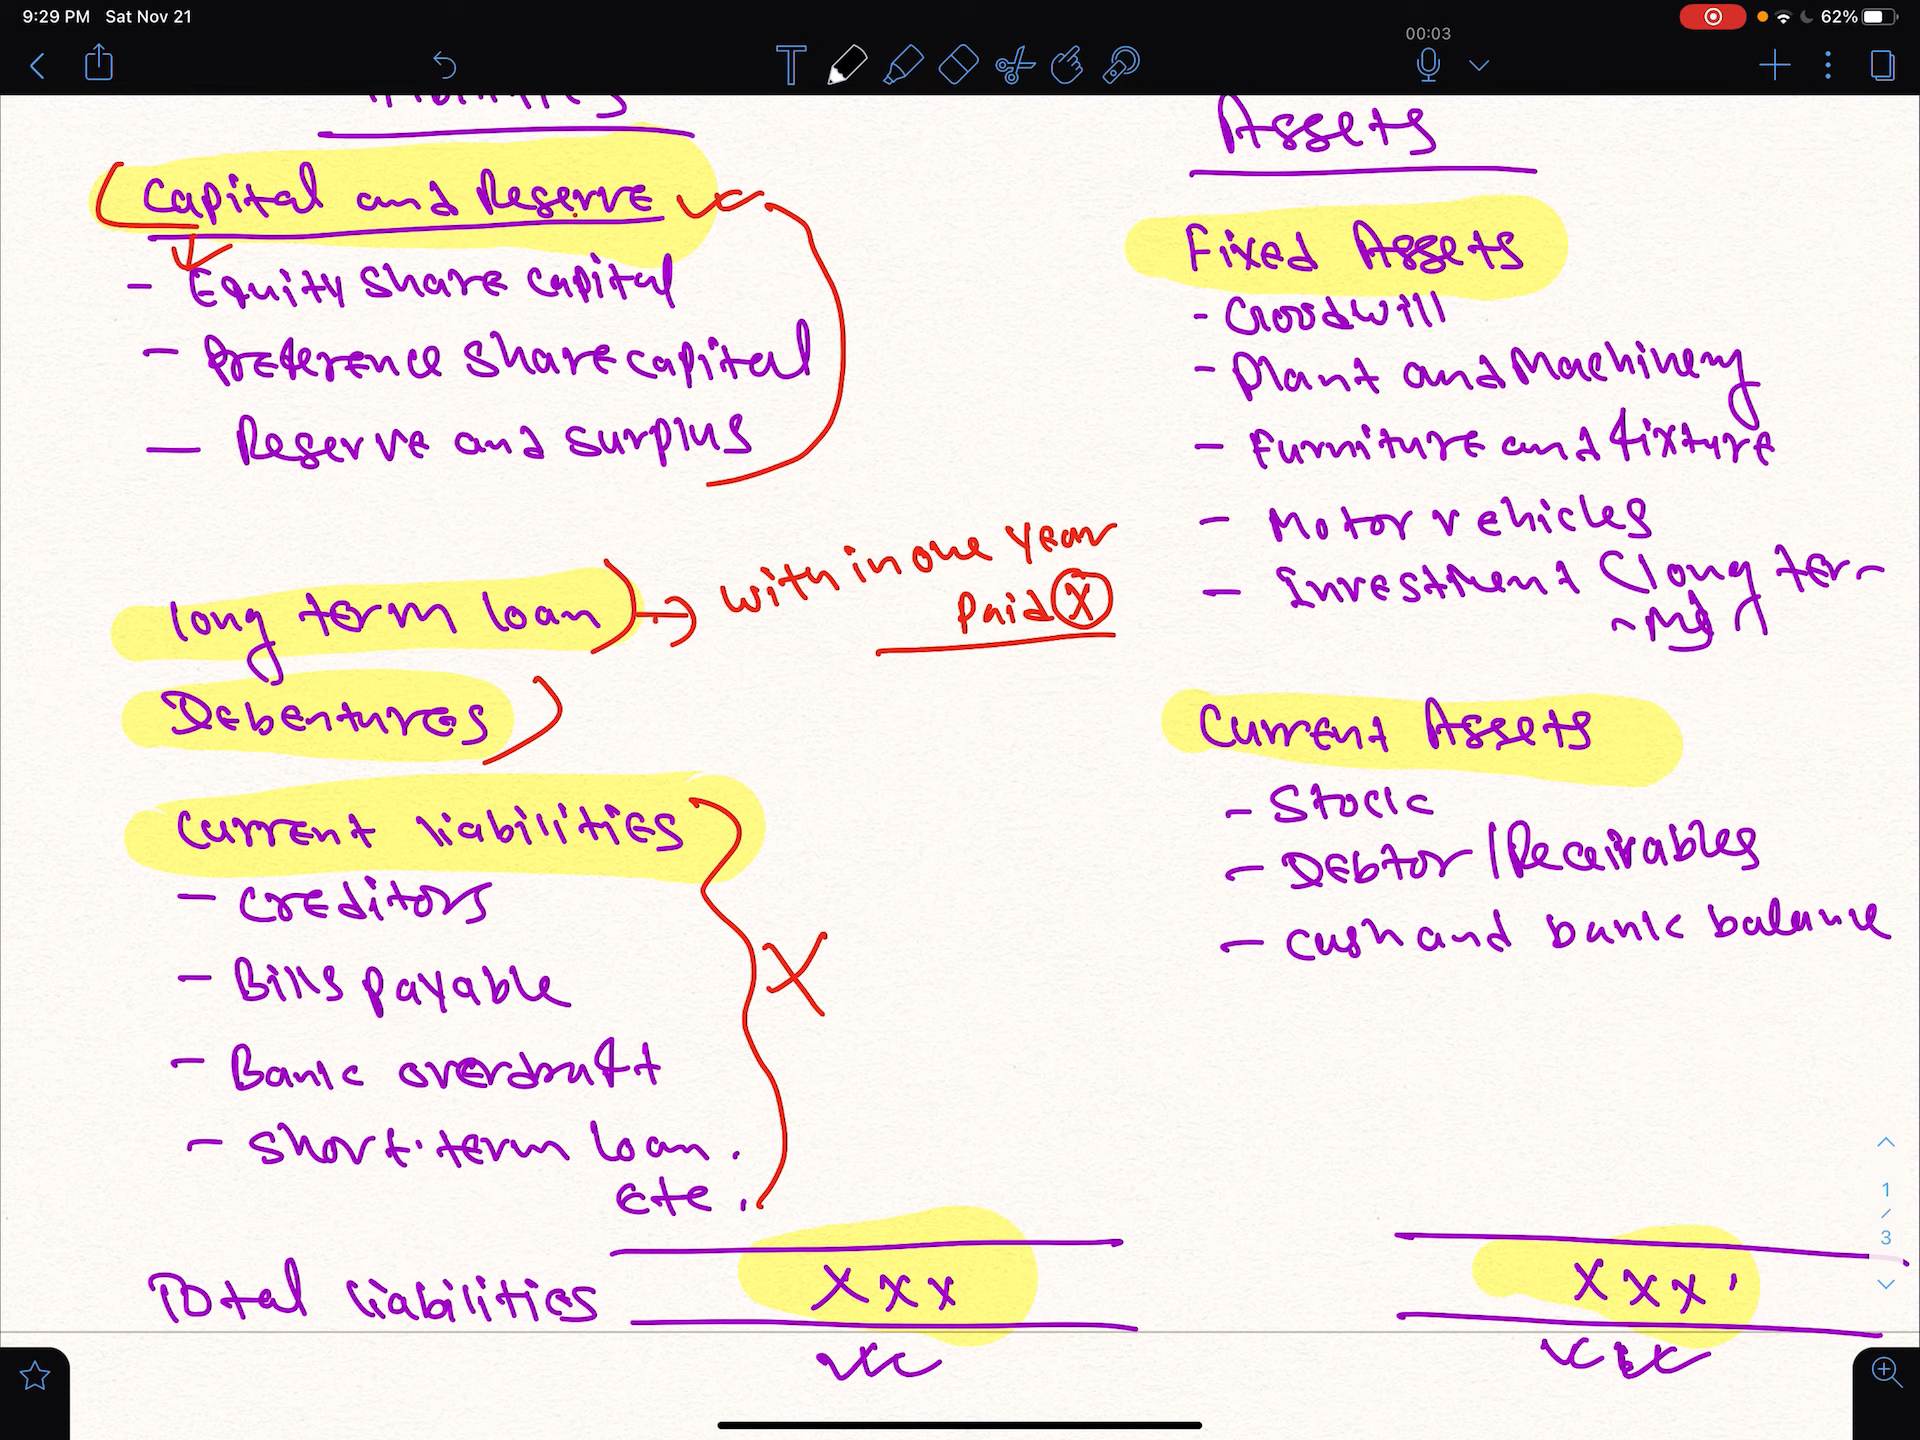 9:29 PM Sat Nov 21
62%
00:03
Assets
Capital and Reserve
- Equity share capital
- Preference share capital
- Reserve and surplus
long term loan
with in one year
paid X
Debentures
Current liabilities
- creditors
- Bills payable
- Bank overdraft
- short-term loan.
etc.
Total liabilities
X X X
Fixed Assets
- Goodwill
- Plant and Machinery
- Furniture and fixture
- Motor vehicles
- Investment (long ter-
Current Assets
- Stock
- Debtor/Receivables
- cash and bank balance
X X X
1
/
3